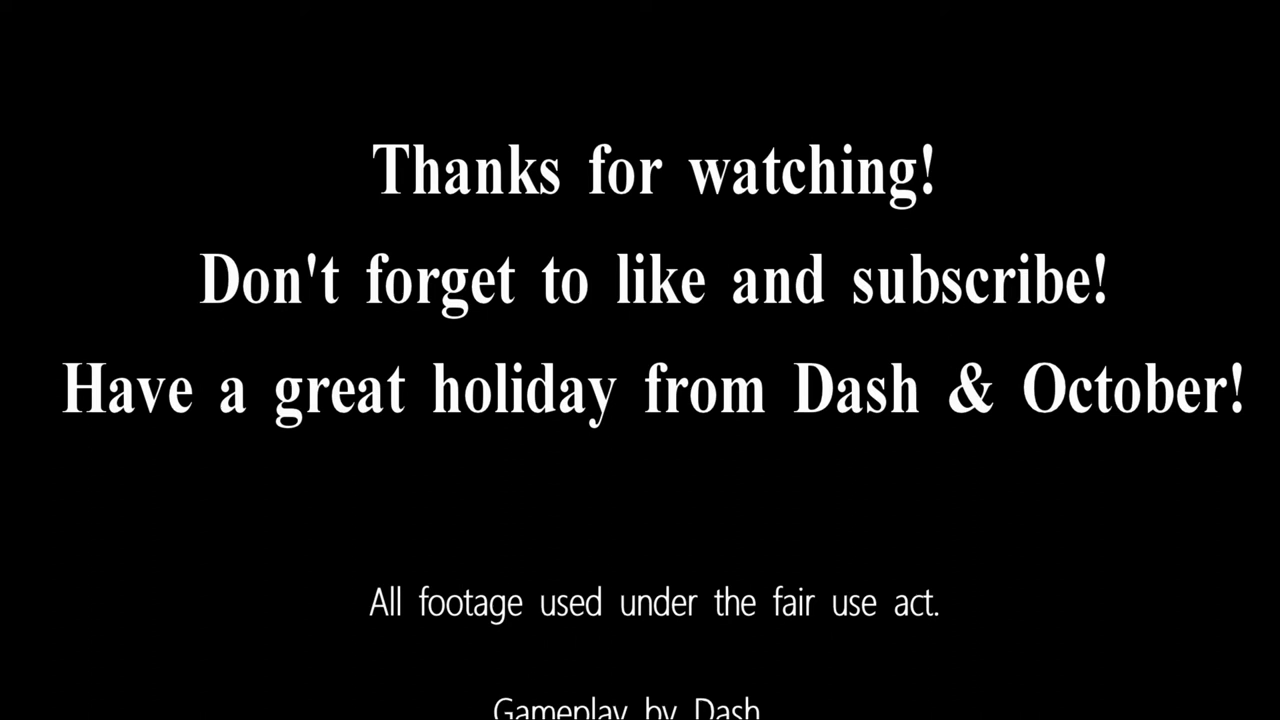 Thanks for watching!
Don't forget to like and subscribe!
Have a great holiday from Dash & October!
All footage used under the fair use act.
Gameplay by Dash